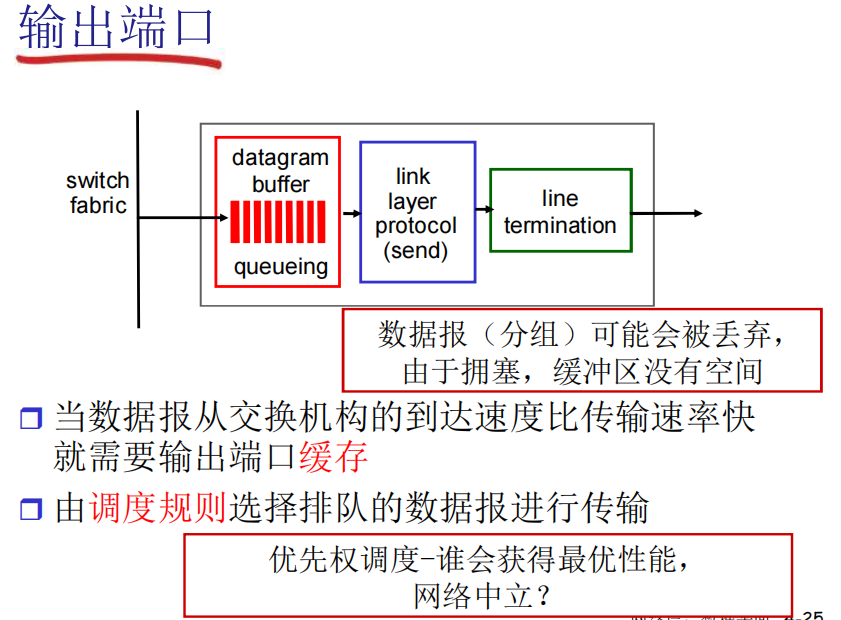 输出端口
switch
fabric
datagram
buffer
queueing
link
layer
protocol
(send)
line
termination
数据报（分组）可能会被丢弃，
由于拥塞，缓冲区没有空间
当数据报从交换机构的到达速度比传输速率快
就需要输出端口缓存
由调度规则选择排队的数据报进行传输
优先权调度-谁会获得最优性能，
网络中立？